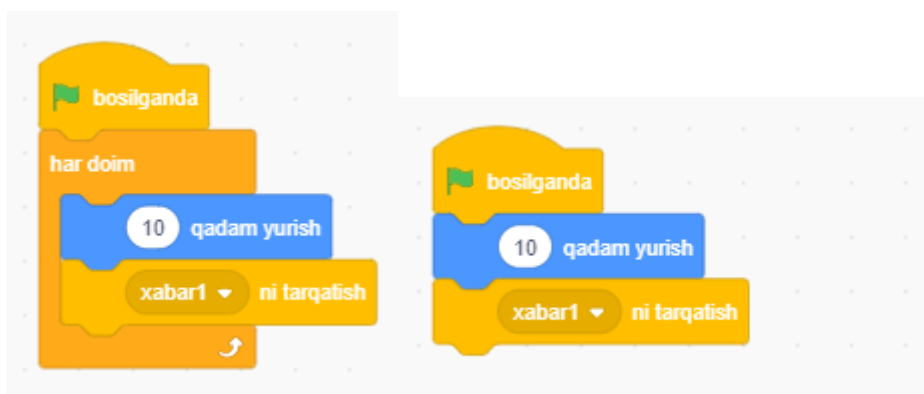 bosilganda
har doim
10 qadam yurish
xabar1 ni tarqatish
bosilganda
10 qadam yurish
xabar1 ni tarqatish